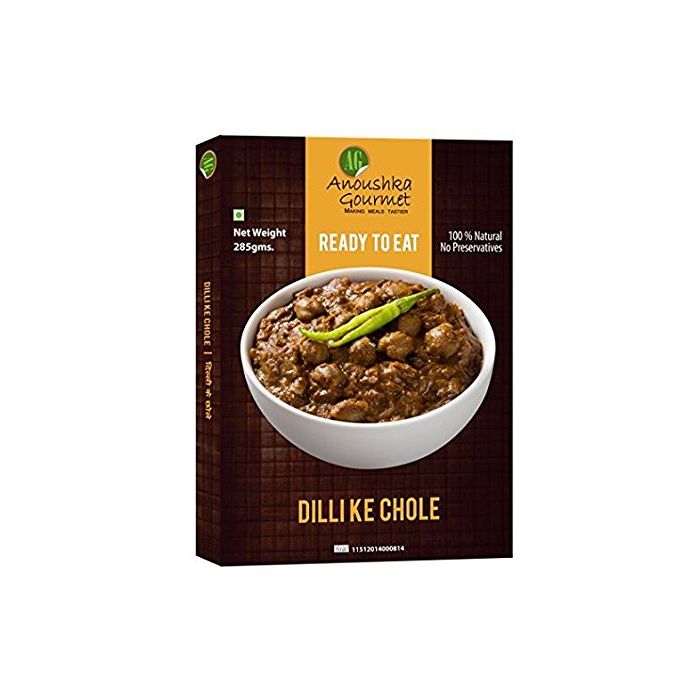 AG
Anoushka
Gourmet
MAKING MEALS TASTIER
Net Weight
285gms.
READY TO EAT
100 % Natural
No Preservatives
DILLI KE CHOLE
11512014000814
DILLI KE CHOLE |